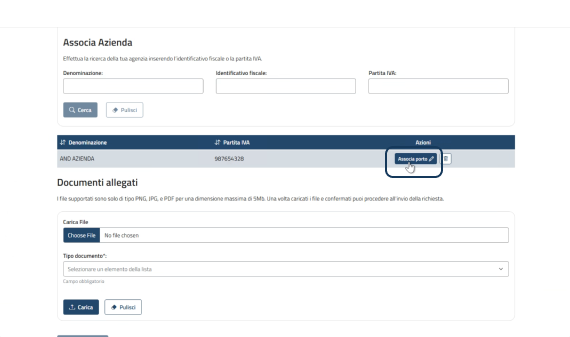 Associa Azienda
Effettua la ricerca della tua agenzia inserendo l'identificativo fiscale o la partita IVA.
Denominazione: Identificativo fiscale: Partita IVA:
Cerca Pulisci
Denominazione Partita IVA Azioni
AND AZIENDA 987654328 Associa porto
Documenti allegati
I file supportati sono solo di tipo PNG, JPG, e PDF per una dimensione massima di 5Mb. Una volta caricati i file e confermati puoi procedere all'invio della richiesta.
Carica File
Choose File No file chosen
Tipo documento*:
Selezionare un elemento della lista
Campo obbligatorio
Carica Pulisci